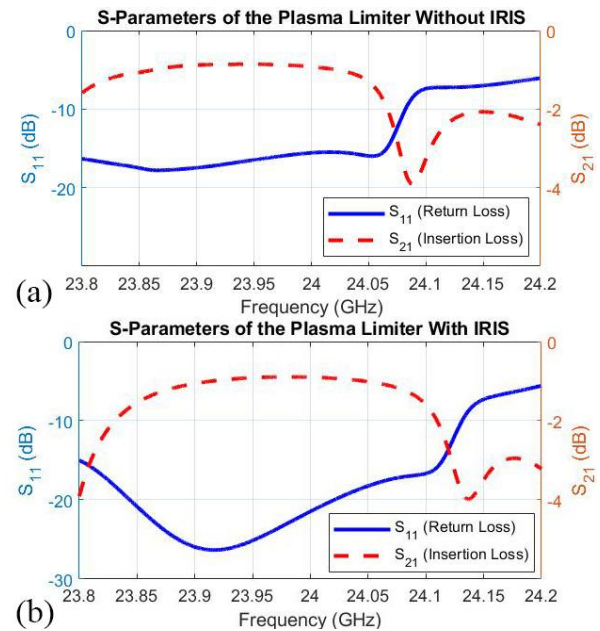 S-Parameters of the Plasma Limiter Without IRIS
0
-10
-20
S11 (dB)
0
-1
-2
-3
-4
S21 (dB)
S11 (Return Loss)
S21 (Insertion Loss)
23.8 23.85 23.9 23.95 24 24.05 24.1 24.15 24.2
Frequency (GHz)
(a)
S-Parameters of the Plasma Limiter With IRIS
0
-10
-20
-30
S11 (dB)
0
-2
-4
S21 (dB)
S11 (Return Loss)
S21 (Insertion Loss)
23.8 23.85 23.9 23.95 24 24.05 24.1 24.15 24.2
Frequency (GHz)
(b)